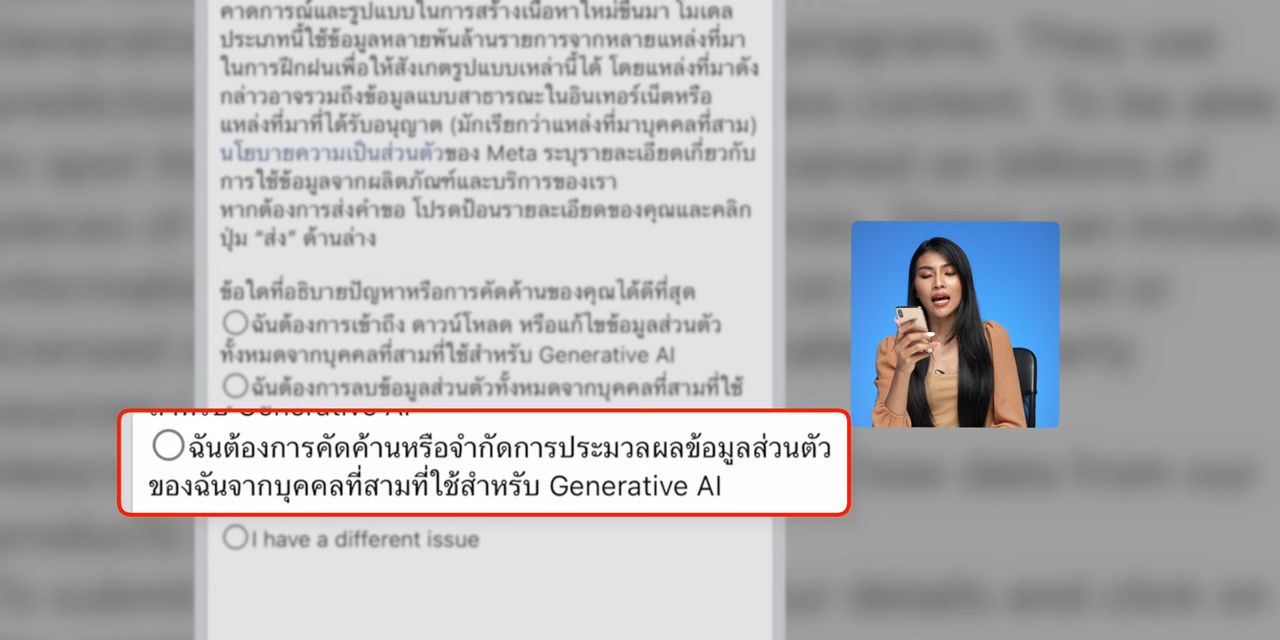 คาดการณ์และรูปแบบในการสร้างเนื้อหาใหม่ขึ้นมา โมเดล
ประเภทนี้ใช้ข้อมูลหลายพันล้านรายการจากหลายแหล่งที่มา
ในการฝึกฝนเพื่อให้สังเกตรูปแบบเหล่านี้ได้ โดยแหล่งที่มาดัง
กล่าวอาจรวมถึงข้อมูลแบบสาธารณะในอินเทอร์เน็ตหรือ
แหล่งที่มาที่ได้รับอนุญาต (มักเรียกว่าแหล่งที่มาบุคคลที่สาม)
นโยบายความเป็นส่วนตัวของ Meta ระบุรายละเอียดเกี่ยวกับ
การใช้ข้อมูลจากผลิตภัณฑ์และบริการของเรา
หากต้องการส่งคำขอ โปรดป้อนรายละเอียดของคุณและคลิก
ปุ่ม “ส่ง” ด้านล่าง
ข้อใดที่อธิบายปัญหาหรือการคัดค้านของคุณได้ดีที่สุด
ฉันต้องการเข้าถึง ดาวน์โหลด หรือแก้ไขข้อมูลส่วนตัว
ทั้งหมดจากบุคคลที่สามที่ใช้สำหรับ Generative AI
ฉันต้องการลบข้อมูลส่วนตัวทั้งหมดจากบุคคลที่สามที่ใช้
สำหรับ Generative AI
ฉันต้องการคัดค้านหรือจำกัดการประมวลผลข้อมูลส่วนตัว
ของฉันจากบุคคลที่สามที่ใช้สำหรับ Generative AI
I have a different issue